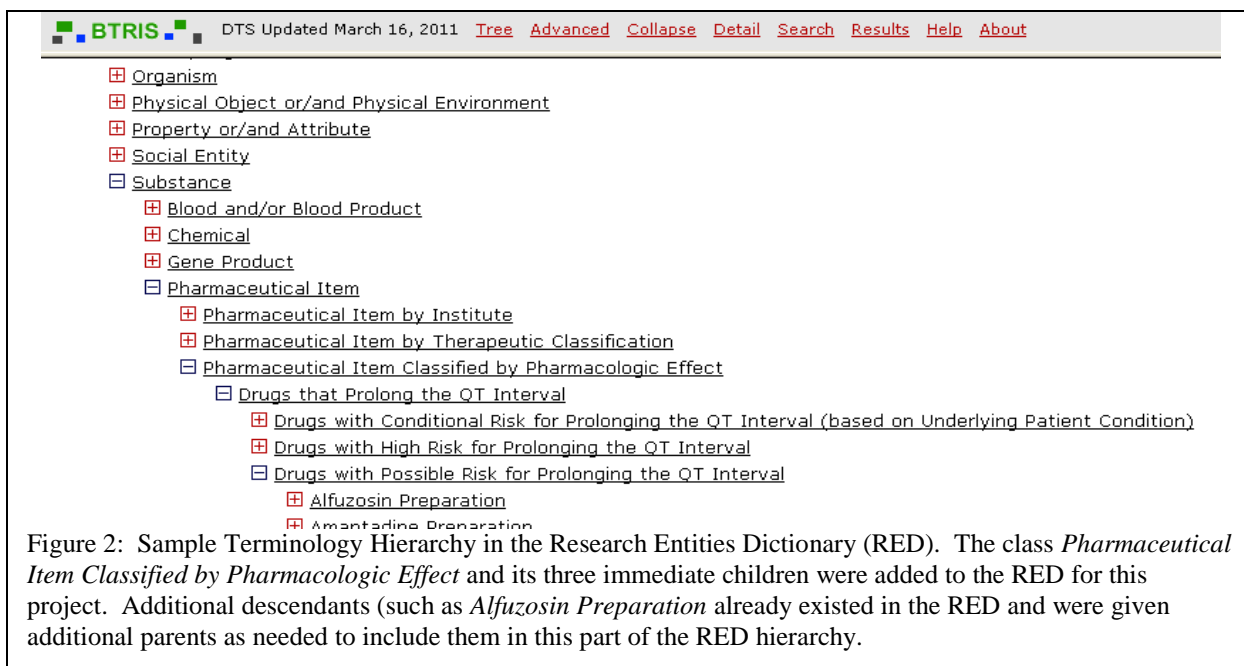 BTRIS DTS Updated March 16, 2011 Tree Advanced Collapse Detail Search Results Help About
Organism
Physical Object or/and Physical Environment
Property or/and Attribute
Social Entity
Substance
Blood and/or Blood Product
Chemical
Gene Product
Pharmaceutical Item
Pharmaceutical Item by Institute
Pharmaceutical Item by Therapeutic Classification
Pharmaceutical Item Classified by Pharmacologic Effect
Drugs that Prolong the QT Interval
Drugs with Conditional Risk for Prolonging the QT Interval (based on Underlying Patient Condition)
Drugs with High Risk for Prolonging the QT Interval
Drugs with Possible Risk for Prolonging the QT Interval
Alfuzosin Preparation
Amantadine Preparation
Figure 2:  Sample Terminology Hierarchy in the Research Entities Dictionary (RED).  The class Pharmaceutical
Item Classified by Pharmacologic Effect and its three immediate children were added to the RED for this
project.  Additional descendants (such as Alfuzosin Preparation already existed in the RED and were given
additional parents as needed to include them in this part of the RED hierarchy.